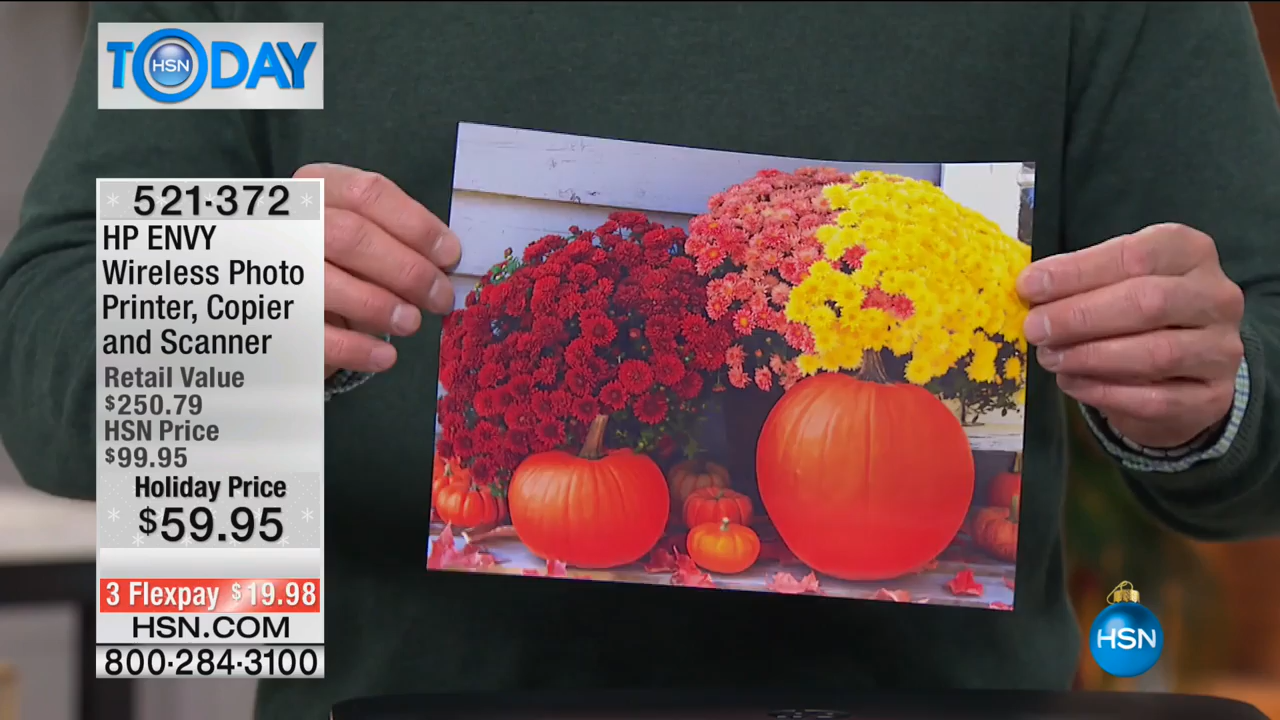 TODAY
HSN
521·372
HP ENVY
Wireless Photo
Printer, Copier
and Scanner
Retail Value
$250.79
HSN Price
$99.95
Holiday Price
$59.95
3 Flexpay $19.98
HSN.COM
800·284·3100
HSN